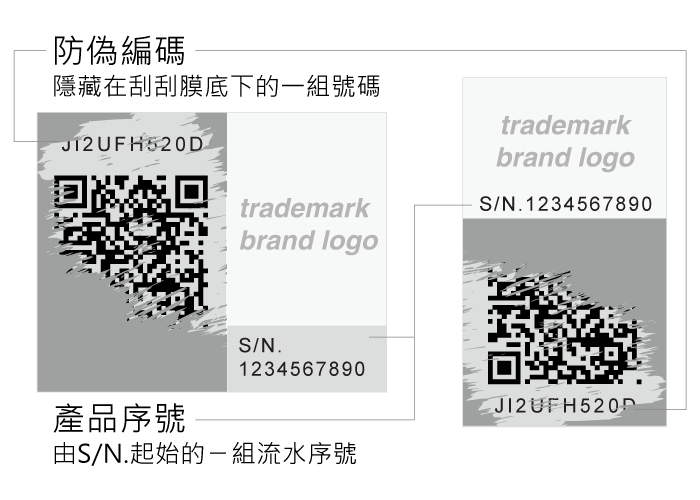 防偽編碼
隱藏在刮刮膜底下的一組號碼
JI2UFH520D
trademark
brand logo
S/N.
1234567890
trademark
brand logo
S/N.1234567890
JI2UFH520D
產品序號
由S/N.起始的一組流水序號